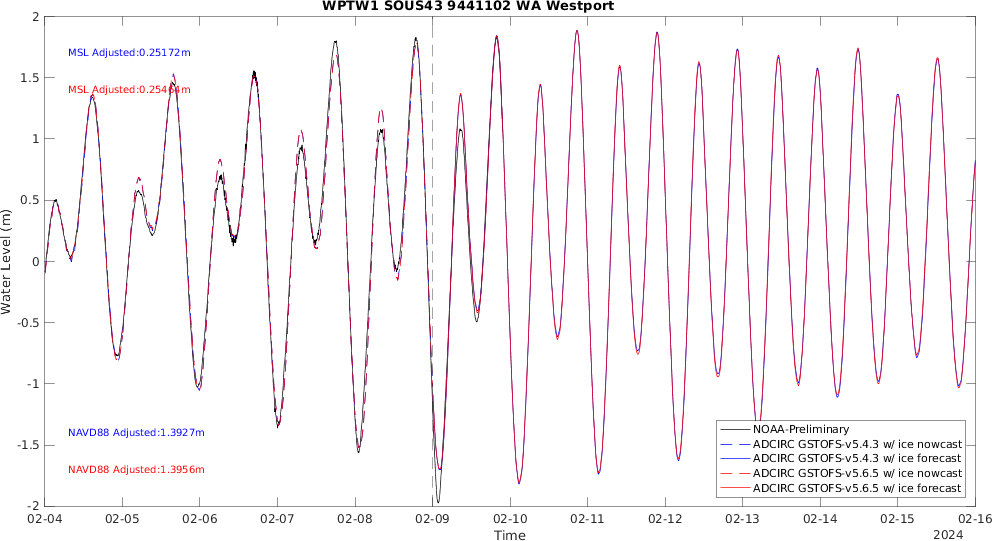 WPTW1 SOUS43 9441102 WA Westport
2
1.5
1
0.5
0
-0.5
-1
-1.5
-2
Water Level (m)
MSL Adjusted:0.25172m
MSL Adjusted:0.25464m
NAVD88 Adjusted:1.3927m
NAVD88 Adjusted:1.3956m
NOAA-Preliminary
ADCIRC GSTOFS-v5.4.3 w/ ice nowcast
ADCIRC GSTOFS-v5.4.3 w/ ice forecast
ADCIRC GSTOFS-v5.6.5 w/ ice nowcast
ADCIRC GSTOFS-v5.6.5 w/ ice forecast
02-04 02-05 02-06 02-07 02-08 02-09 02-10 02-11 02-12 02-13 02-14 02-15 02-16
Time
2024